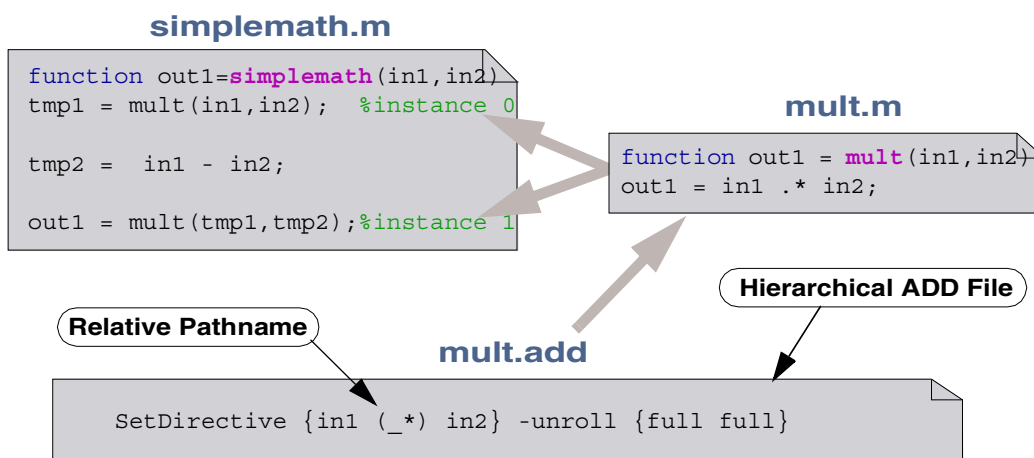 simplemath.m
function out1=simplemath(in1,in2)
tmp1 = mult(in1,in2); %instance 0
tmp2 = in1 - in2;
out1 = mult(tmp1,tmp2);%instance 1
mult.m
function out1 = mult(in1,in2)
out1 = in1 .* in2;
Hierarchical ADD File
Relative Pathname
mult.add
SetDirective {in1 (_*) in2} -unroll {full full}